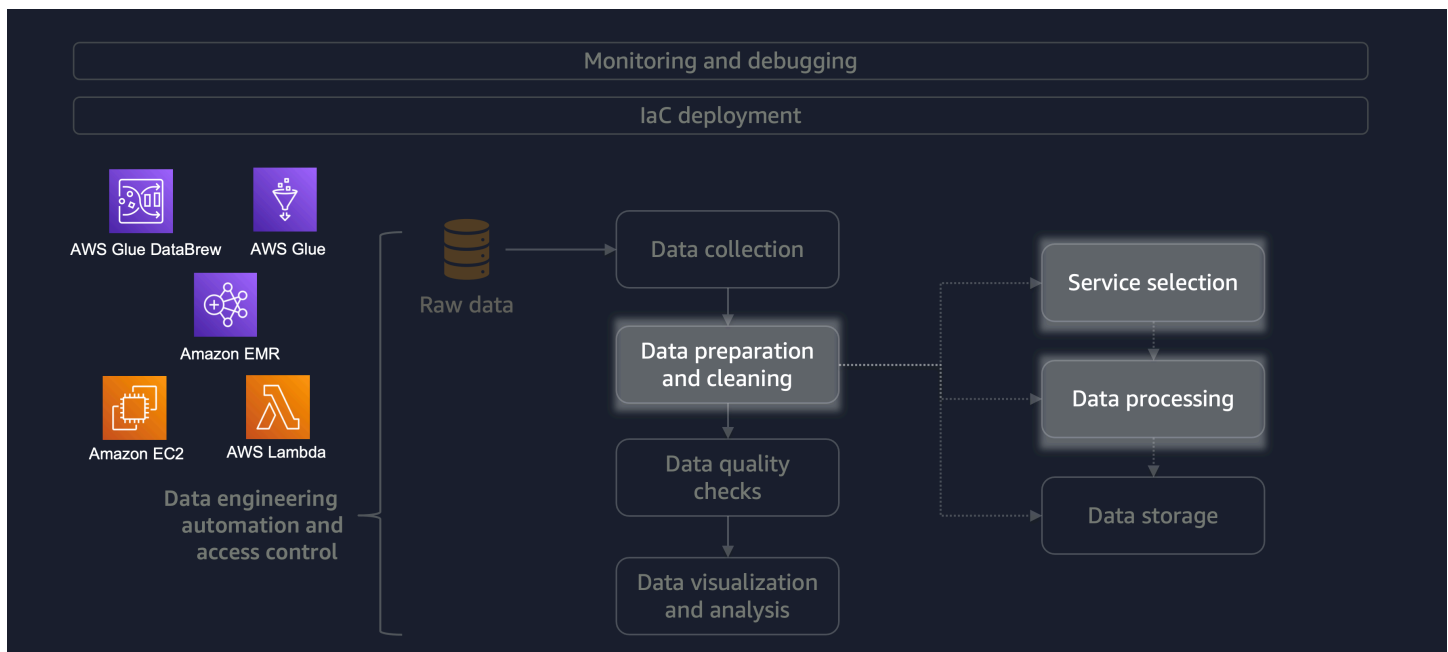 Monitoring and debugging
IaC deployment
AWS Glue DataBrew
AWS Glue
Amazon EMR
Amazon EC2
AWS Lambda
Data engineering
automation and
access control
Raw data
Data collection
Data preparation
and cleaning
Data quality
checks
Data visualization
and analysis
Service selection
Data processing
Data storage